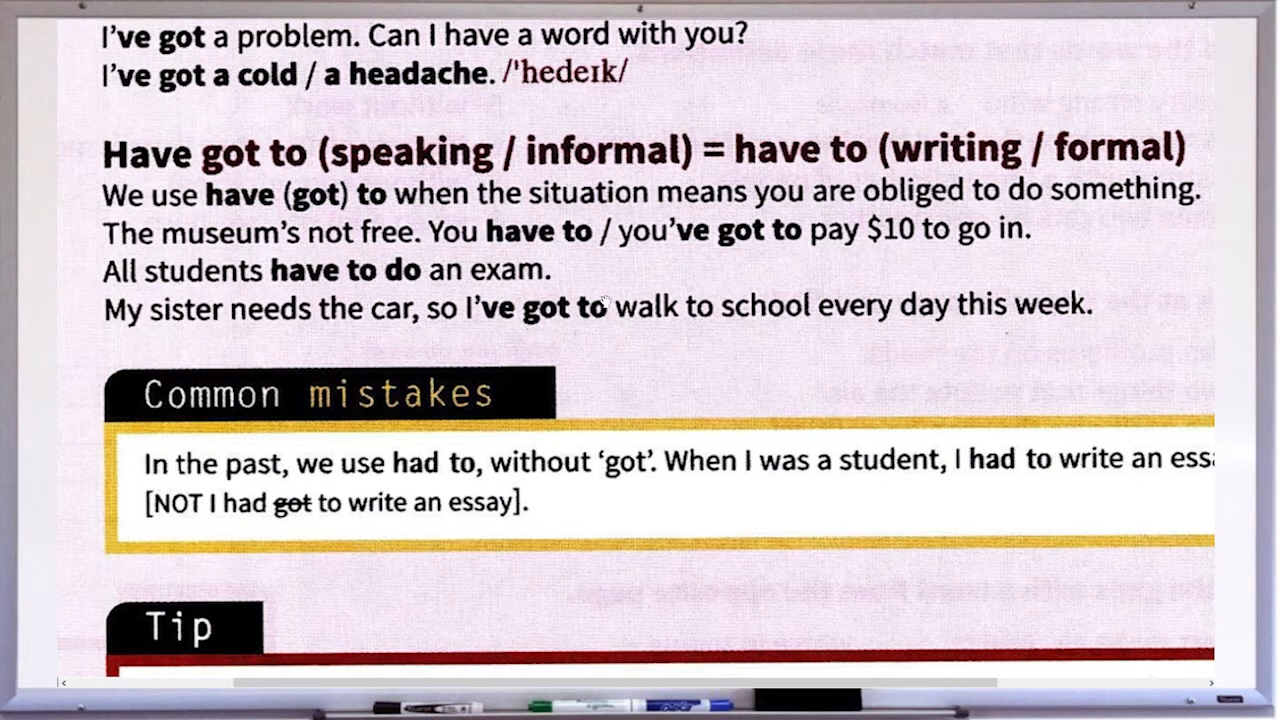 I've got a problem. Can I have a word with you?
I've got a cold / a headache. /ˈhedeɪk/
Have got to (speaking / informal) = have to (writing / formal)
We use have (got) to when the situation means you are obliged to do something.
The museum's not free. You have to / you've got to pay $10 to go in.
All students have to do an exam.
My sister needs the car, so I've got to walk to school every day this week.
Common mistakes
In the past, we use had to, without ‘got’. When I was a student, I had to write an
[NOT I had got to write an essay].
Tip